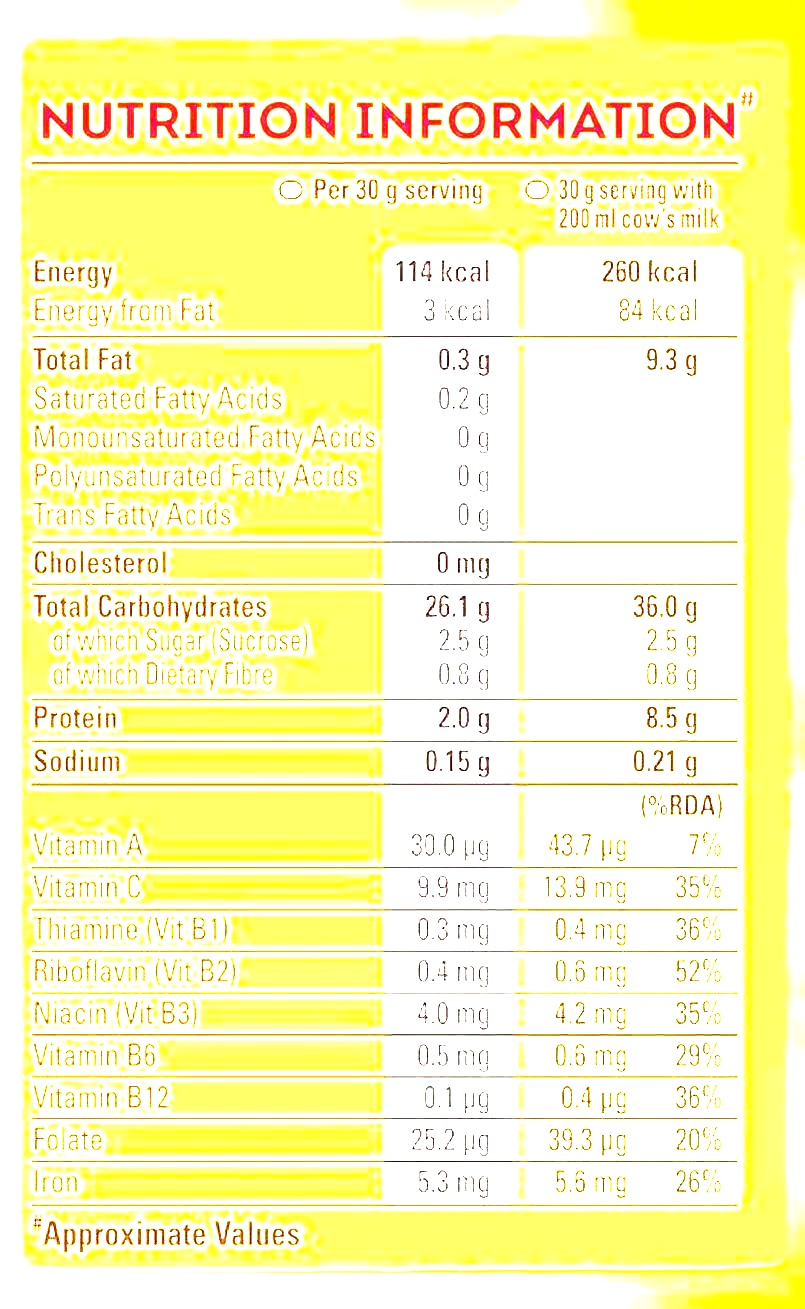 NUTRITION INFORMATION#
Per 30 g serving 30 g serving with
200 ml cow's milk
Energy 114 kcal 260 kcal
Energy from Fat 3 kcal 84 kcal
Total Fat 0.3 g 9.3 g
Saturated Fatty Acids 0.2 g
Monounsaturated Fatty Acids 0 g
Polyunsaturated Fatty Acids 0 g
Trans Fatty Acids 0 g
Cholesterol 0 mg
Total Carbohydrates 26.1 g 36.0 g
of which Sugar (Sucrose) 2.5 g 2.5 g
of which Dietary Fibre 0.8 g 0.8 g
Protein 2.0 g 8.5 g
Sodium 0.15 g 0.21 g
(%RDA)
Vitamin A 30.0 µg 43.7 µg 7%
Vitamin C 9.9 mg 13.9 mg 35%
Thiamine (Vit B1) 0.3 mg 0.4 mg 36%
Riboflavin (Vit B2) 0.4 mg 0.6 mg 52%
Niacin (Vit B3) 4.0 mg 4.2 mg 35%
Vitamin B6 0.5 mg 0.6 mg 29%
Vitamin B12 0.1 µg 0.4 µg 36%
Folate 25.2 µg 39.3 µg 20%
Iron 5.3 mg 5.6 mg 26%
#Approximate Values